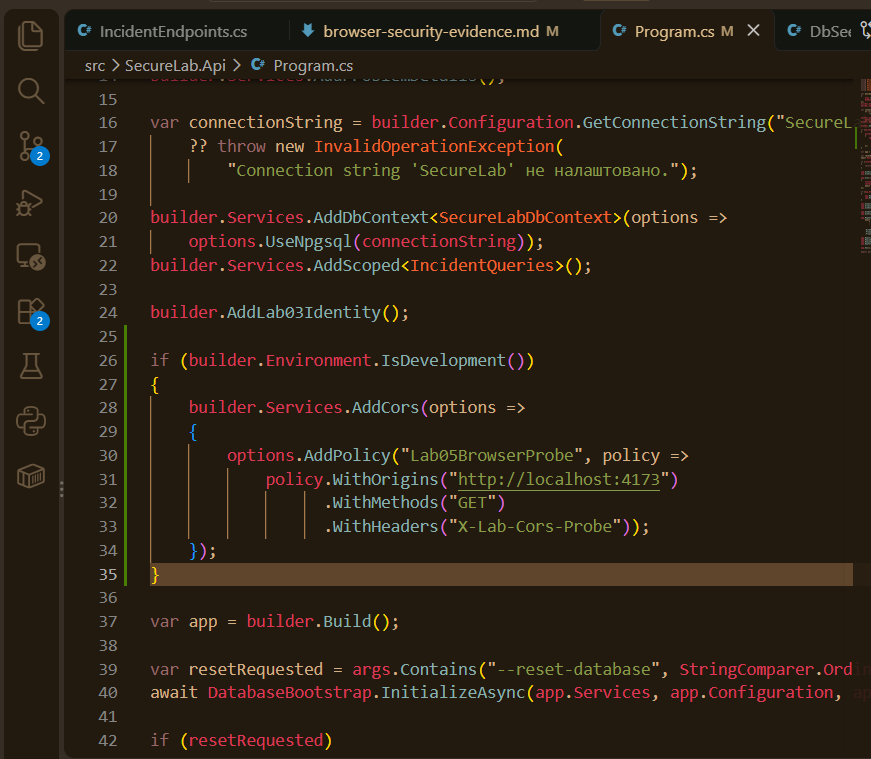 IncidentEndpoints.cs
browser-security-evidence.md M
Program.cs M
DbSee
src > SecureLab.Api > Program.cs
15
16 var connectionString = builder.Configuration.GetConnectionString("SecureL
17 ?? throw new InvalidOperationException(
18 "Connection string 'SecureLab' не налаштовано.");
19
20 builder.Services.AddDbContext<SecureLabDbContext>(options =>
21 options.UseNpgsql(connectionString));
22 builder.Services.AddScoped<IncidentQueries>();
23
24 builder.AddLab03Identity();
25
26 if (builder.Environment.IsDevelopment())
27 {
28 builder.Services.AddCors(options =>
29 {
30 options.AddPolicy("Lab05BrowserProbe", policy =>
31 policy.WithOrigins("http://localhost:4173")
32 .WithMethods("GET")
33 .WithHeaders("X-Lab-Cors-Probe"));
34 });
35 }
36
37 var app = builder.Build();
38
39 var resetRequested = args.Contains("--reset-database", StringComparer.Ord
40 await DatabaseBootstrap.InitializeAsync(app.Services, app.Configuration,
41
42 if (resetRequested)
2
2